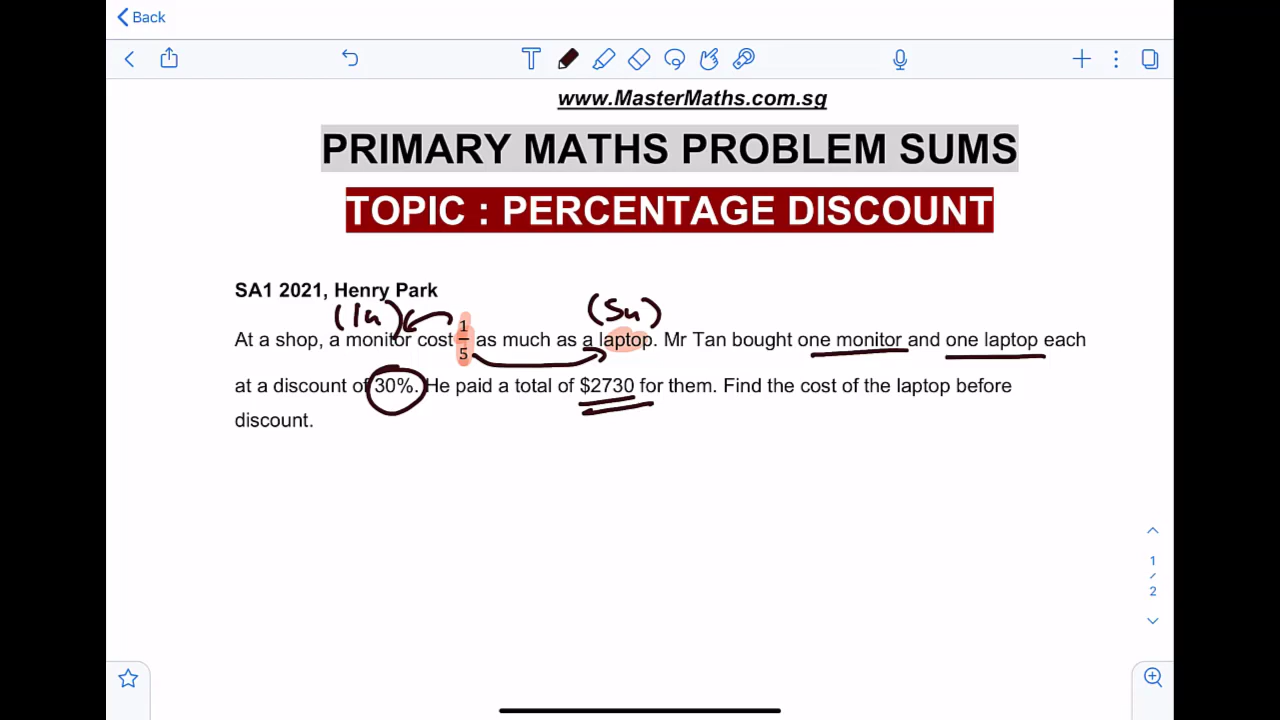 Back
www.MasterMaths.com.sg
PRIMARY MATHS PROBLEM SUMS
TOPIC : PERCENTAGE DISCOUNT
SA1 2021, Henry Park
(1u) (5u)
At a shop, a monitor cost 1/5 as much as a laptop. Mr Tan bought one monitor and one laptop each
at a discount of 30%. He paid a total of $2730 for them. Find the cost of the laptop before
discount.
1
/
2